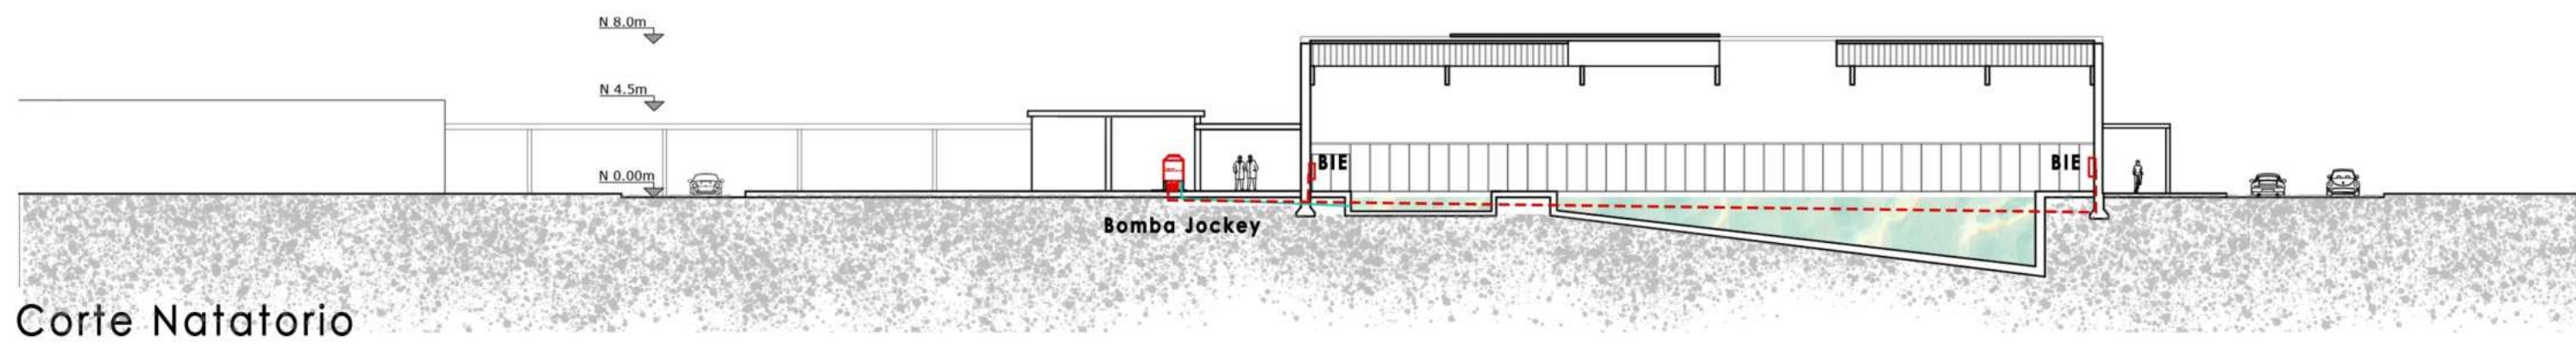 N 8.0m
N 4.5m
N 0.00m
BIE
BIE
Bomba Jockey
Corte Natatorio